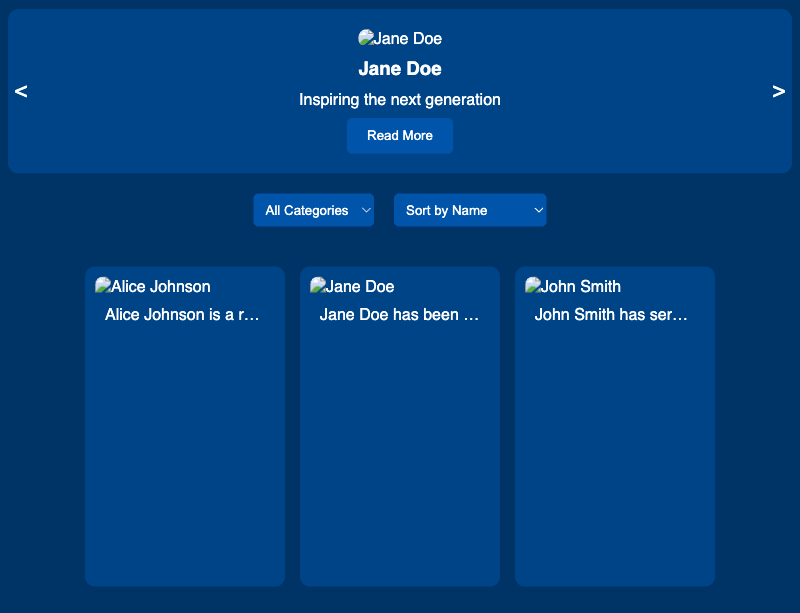 Jane Doe
Jane Doe
<
>
Inspiring the next generation
Read More
All Categories
Sort by Name
Alice Johnson
Alice Johnson is a r…
Jane Doe
Jane Doe has been …
John Smith
John Smith has ser…